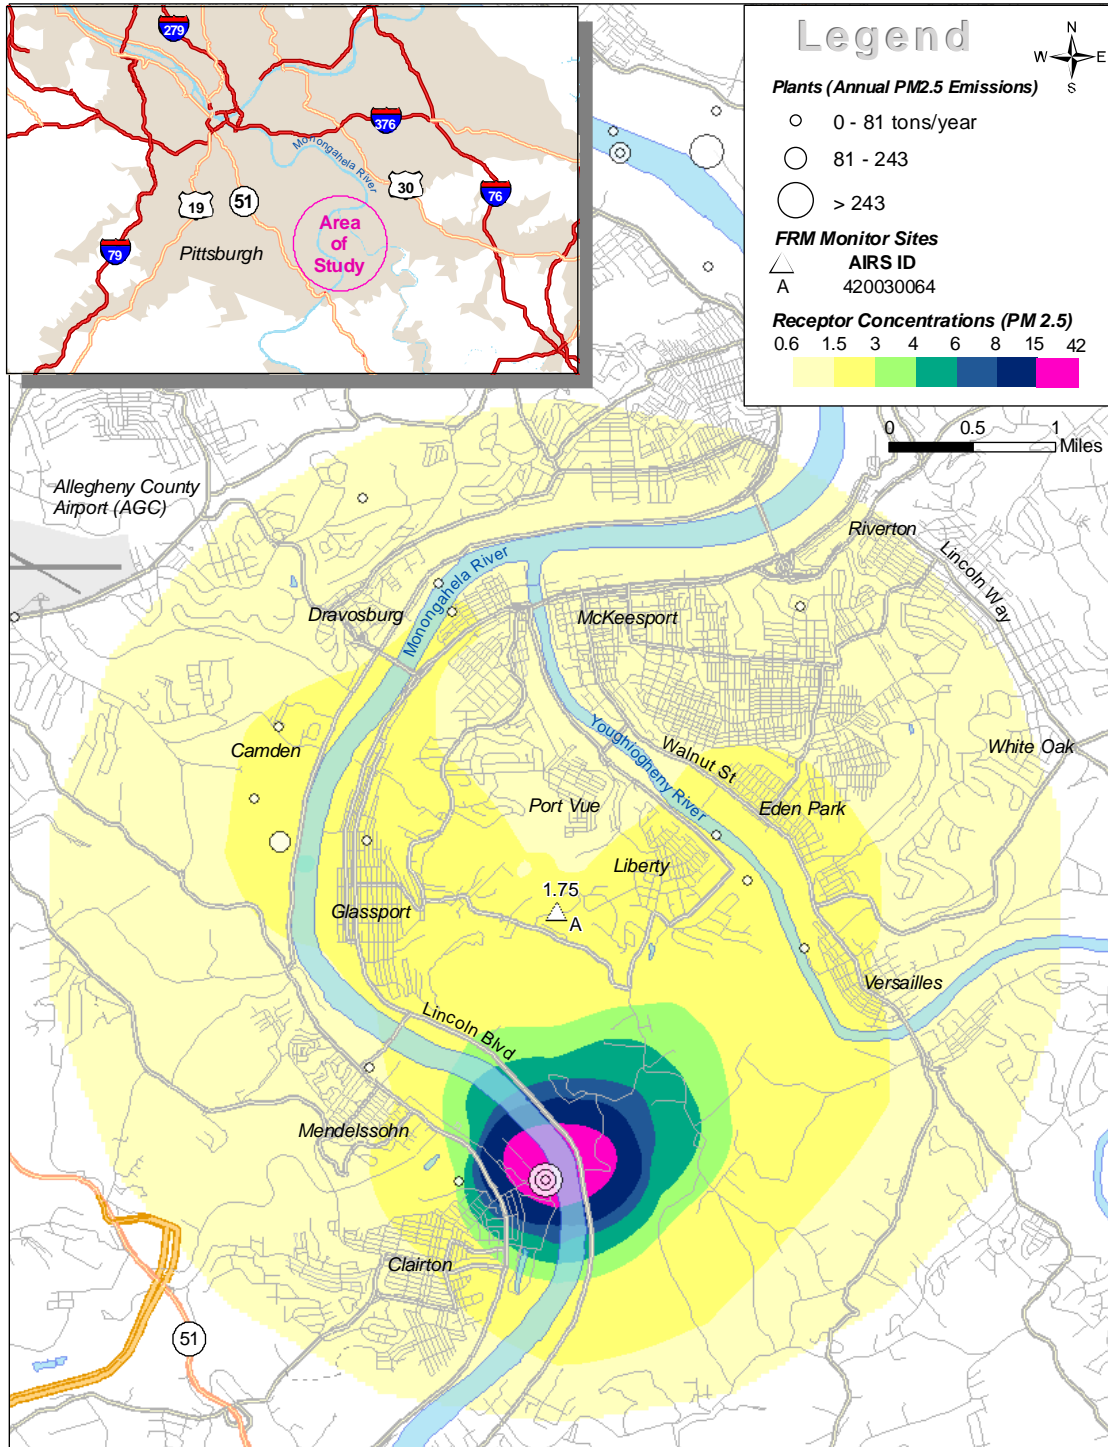 279
376
Monongahela River
30
76
19
51
79
Pittsburgh
Area
of
Study
Legend
N
W
E
S
Plants (Annual PM2.5 Emissions)
0 - 81 tons/year
81 - 243
> 243
FRM Monitor Sites
AIRS ID
A 420030064
Receptor Concentrations (PM 2.5)
0.6 1.5 3 4 6 8 15 42
0 0.5 1
Miles
Allegheny County
Airport (AGC)
Riverton
Lincoln Way
Monongahela River
Dravosburg
McKeesport
Camden
Youghiogheny River
Walnut St
White Oak
Port Vue
Eden Park
Liberty
1.75
A
Glassport
Versailles
Lincoln Blvd
Mendelssohn
Clairton
51